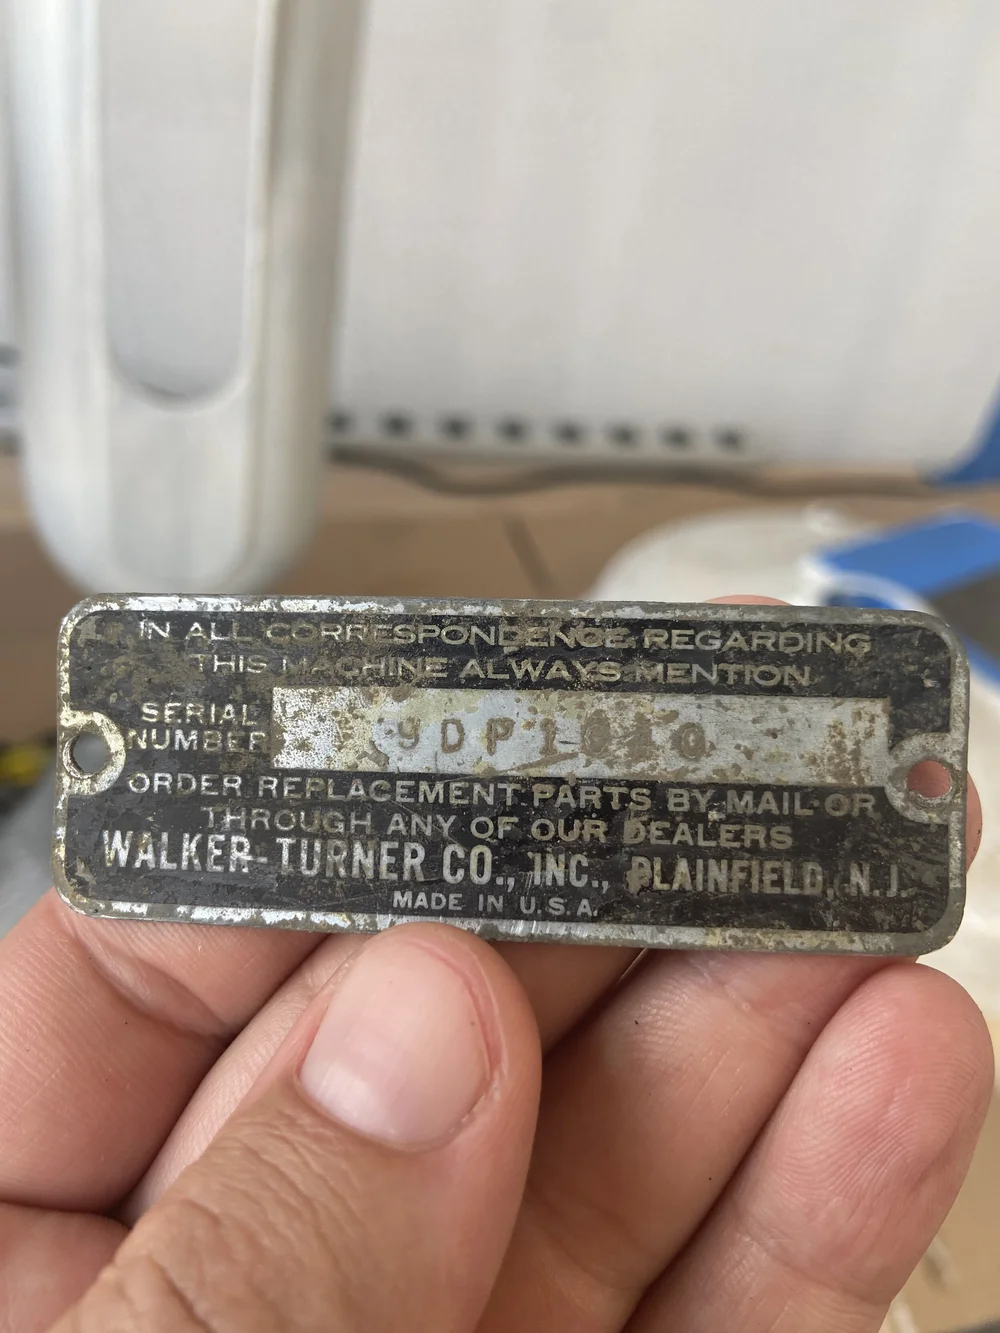 IN ALL CORRESPONDENCE REGARDING
THIS MACHINE ALWAYS MENTION
SERIAL
NUMBER
ORDER REPLACEMENT PARTS BY MAIL OR
THROUGH ANY OF OUR DEALERS
WALKER-TURNER CO., INC., PLAINFIELD, N.J.
MADE IN U.S.A.